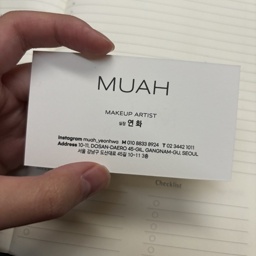 MUAH
MAKEUP ARTIST
실장 연화
Instagram muah_yeonhwa M 010 8833 8924 T 02 3442 1011
Address 10-11, DOSAN-DAERO 45-GIL, GANGNAM-GU, SEOUL
서울 강남구 도산대로 45길 10-11 3층
Checklist